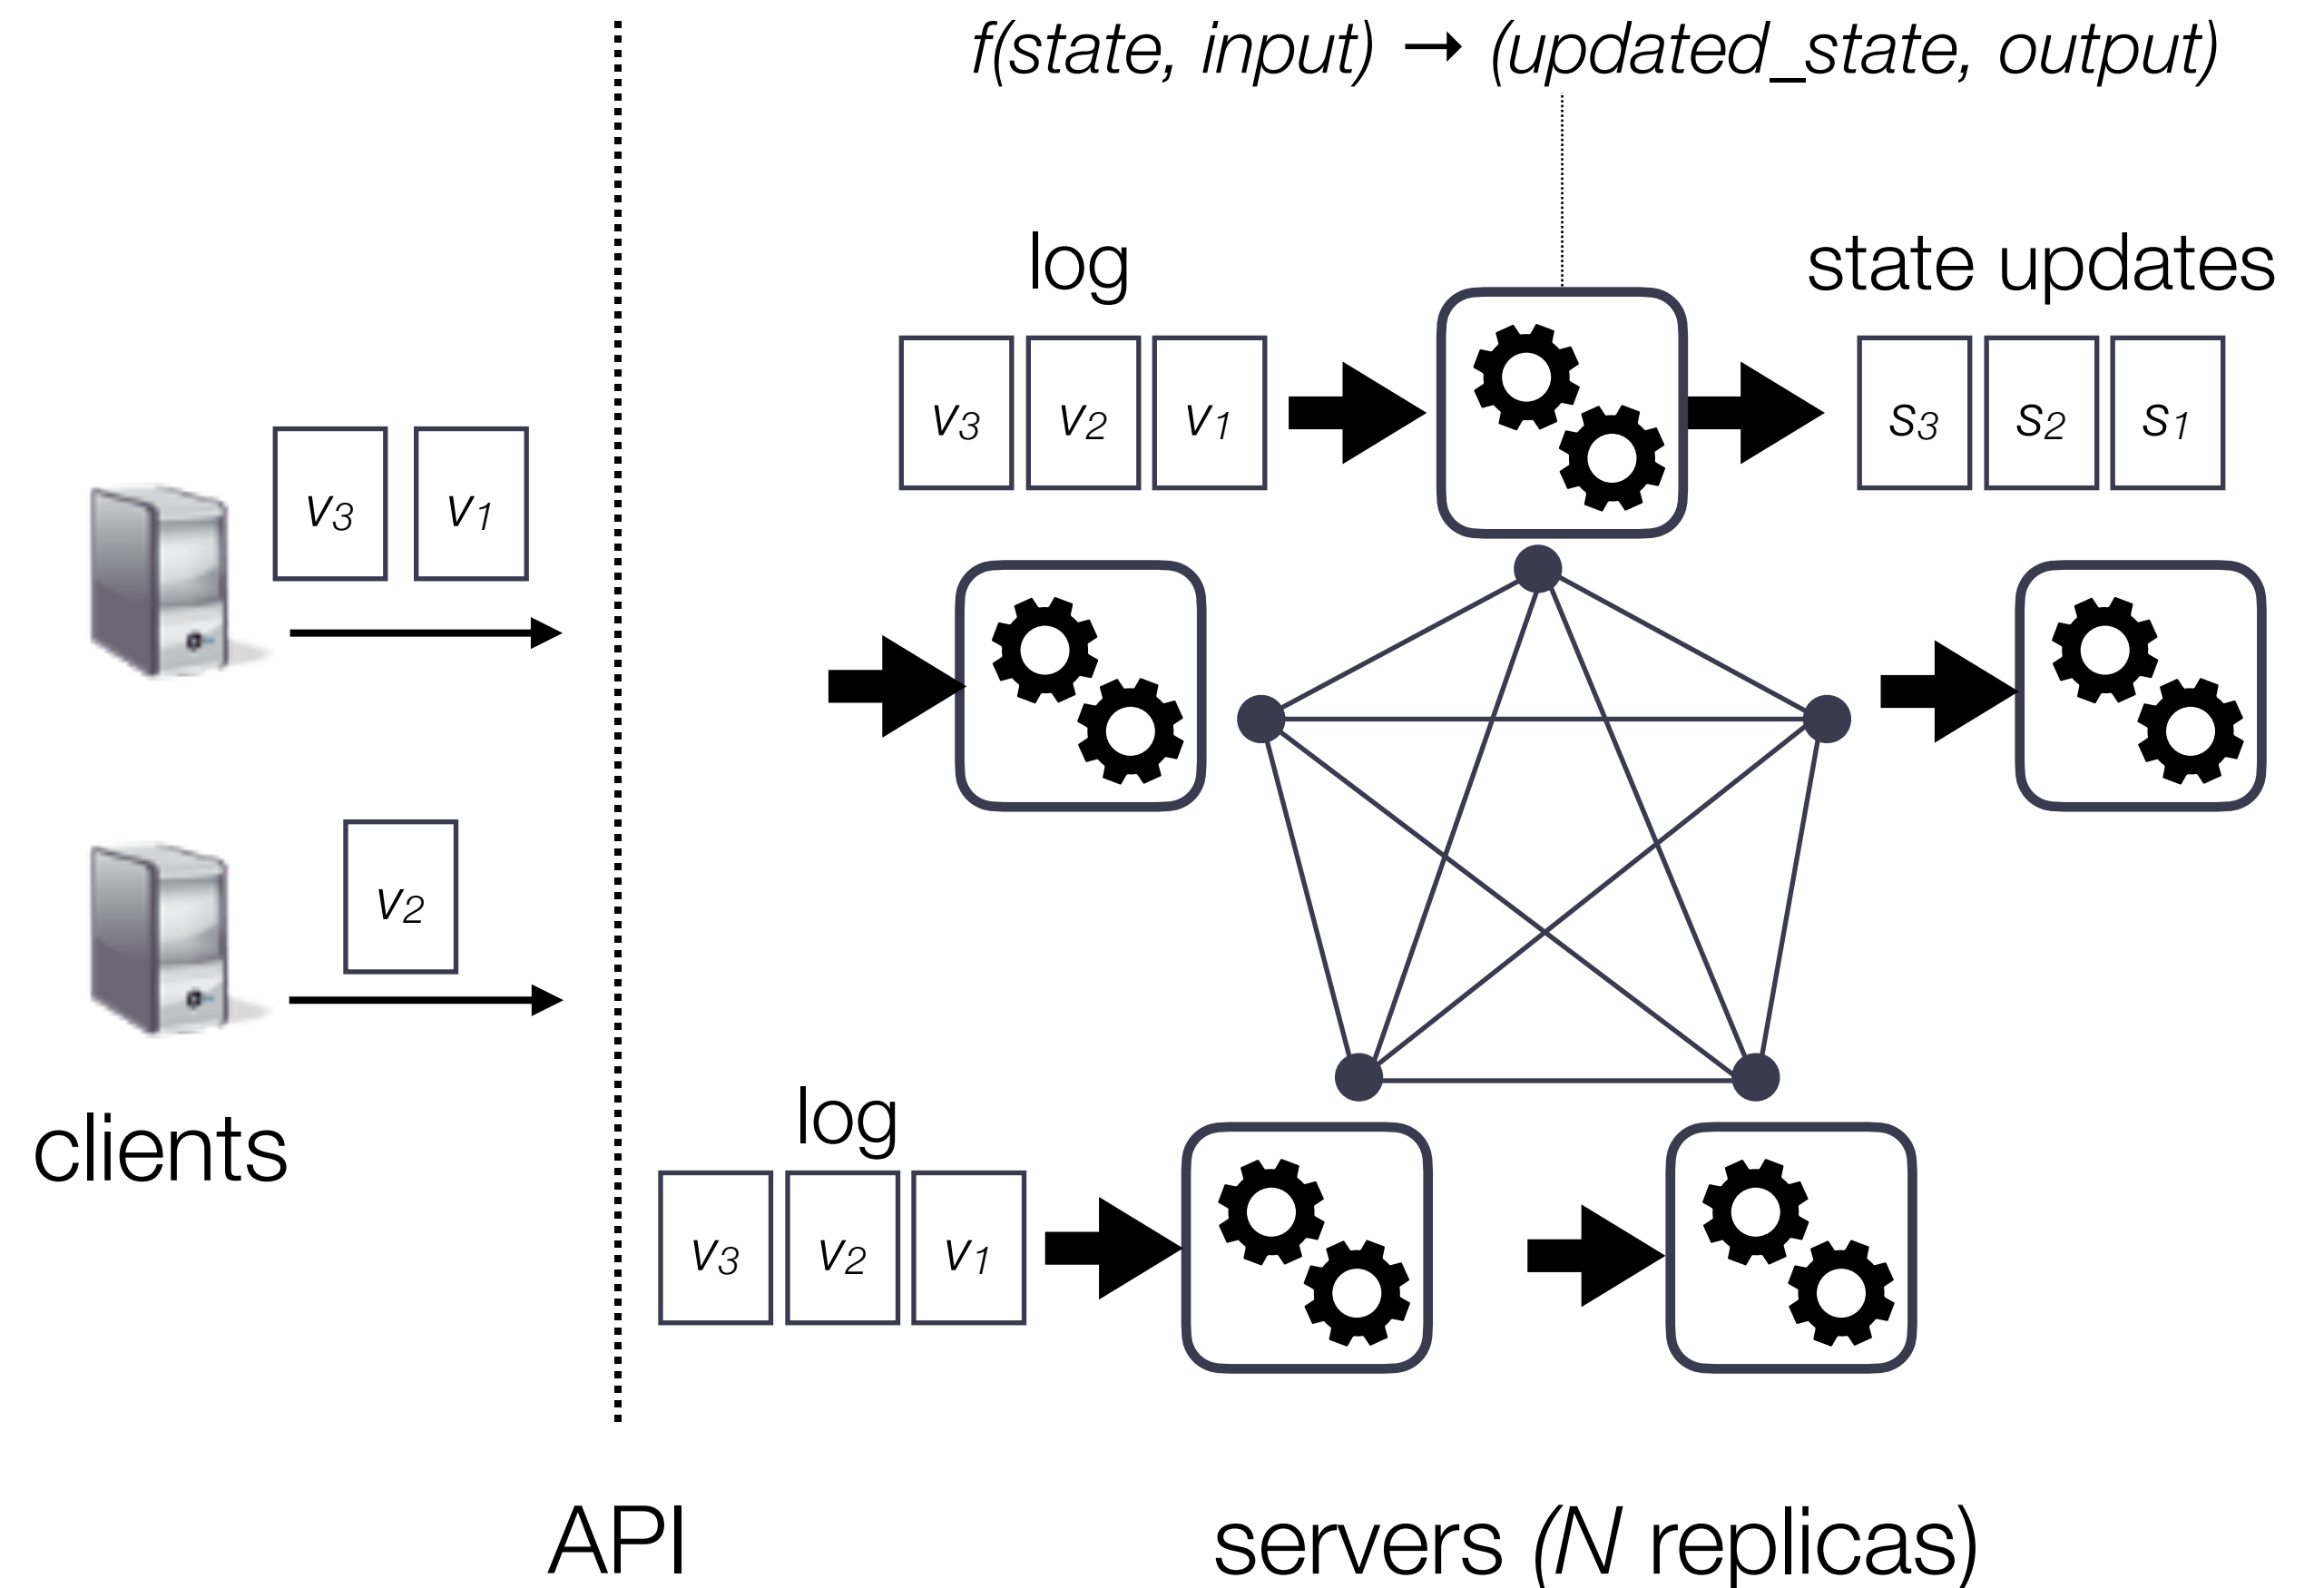 f(state, input) → (updated_state, output)
log
state updates
v3 v2 v1
s3 s2 s1
v3 v1
v2
log
clients
v3 v2 v1
API
servers (N replicas)